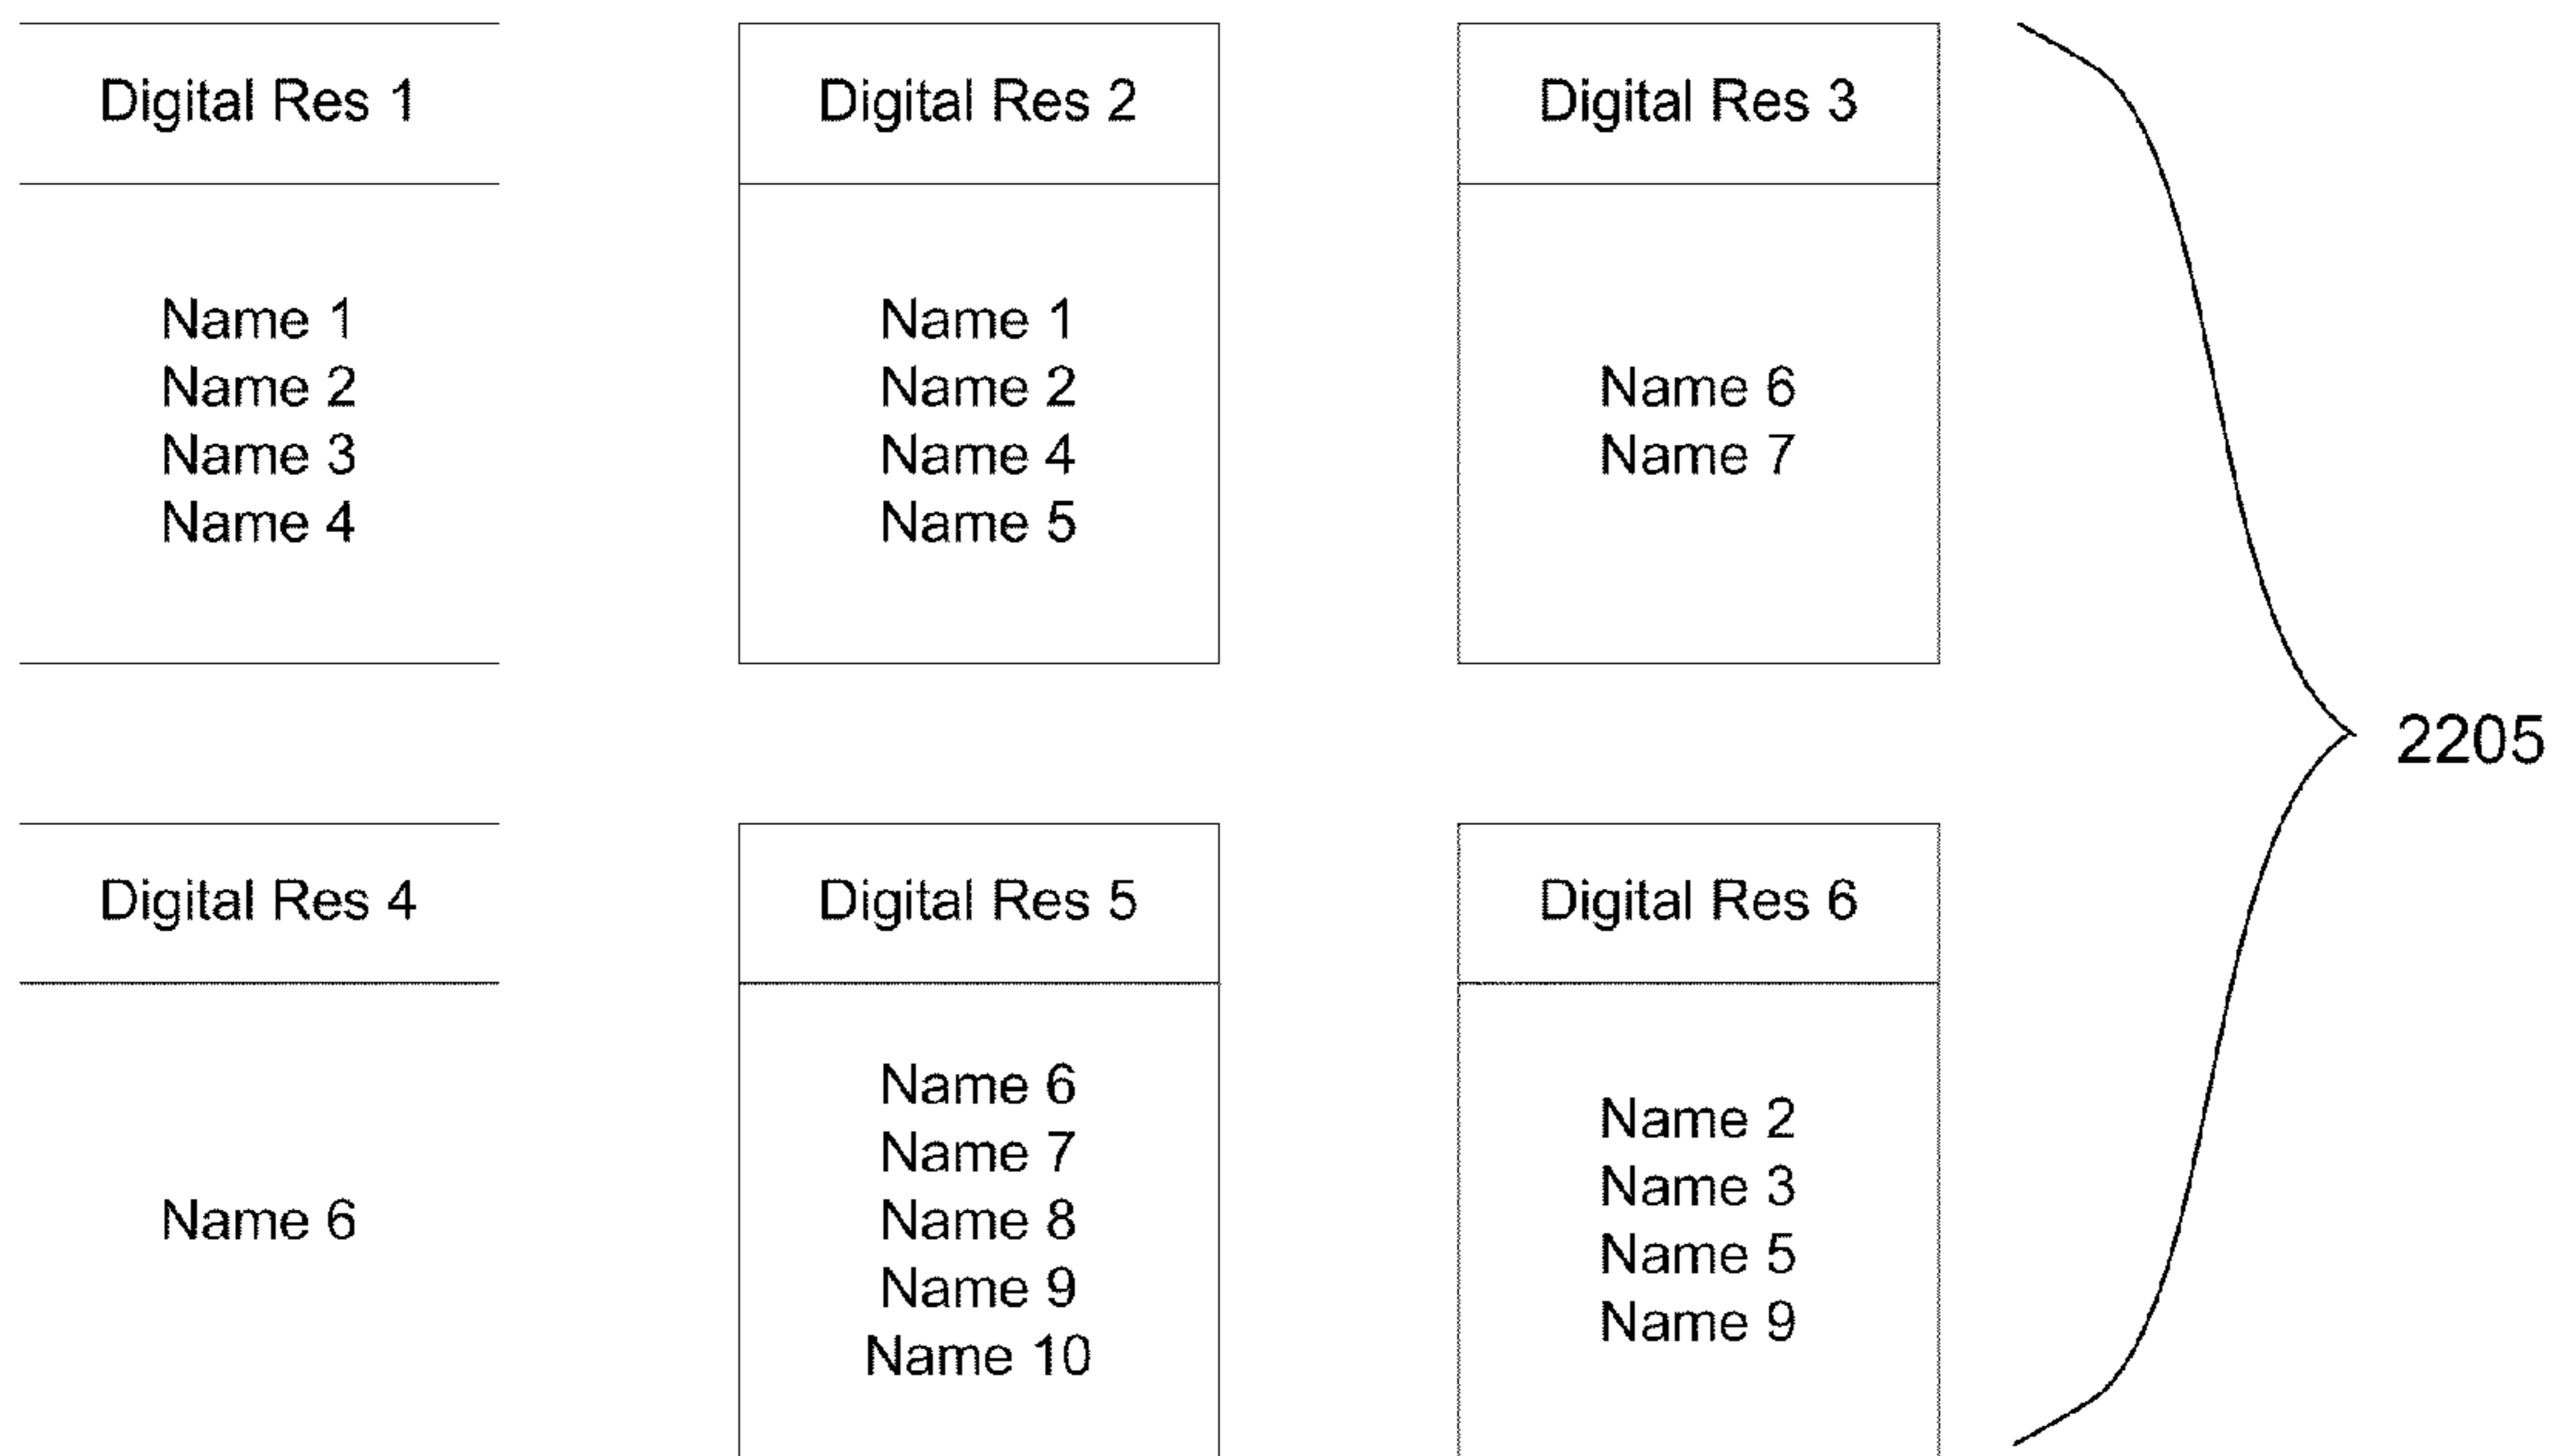 Digital Res 1
Name 1
Name 2
Name 3
Name 4
Digital Res 2
Name 1
Name 2
Name 4
Name 5
Digital Res 3
Name 6
Name 7
2205
Digital Res 4
Name 6
Digital Res 5
Name 6
Name 7
Name 8
Name 9
Name 10
Digital Res 6
Name 2
Name 3
Name 5
Name 9